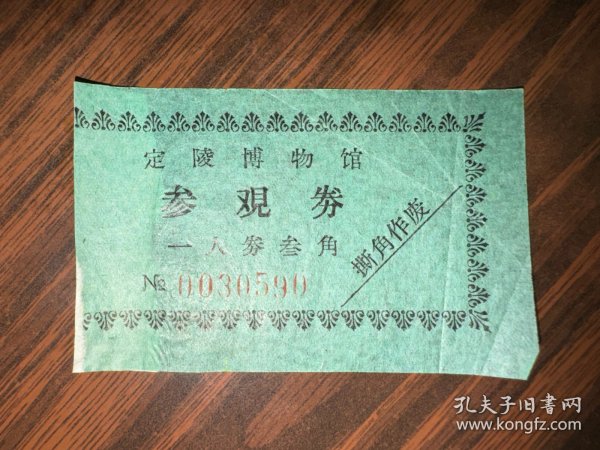 定陵博物馆
参观券
一人券叁角
撕角作废
№ 0030590
孔夫子旧书网
www.kongfz.com